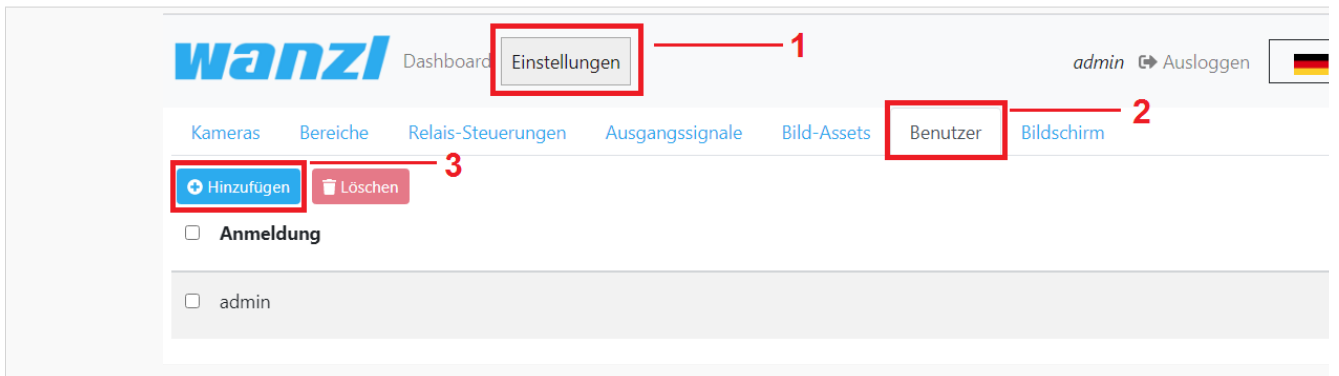 wanzl Dashboard Einstellungen 1 admin Ausloggen
Kameras Bereiche Relais-Steuerungen Ausgangssignale Bild-Assets Benutzer Bildschirm 2
Hinzufügen Löschen 3
Anmeldung
admin